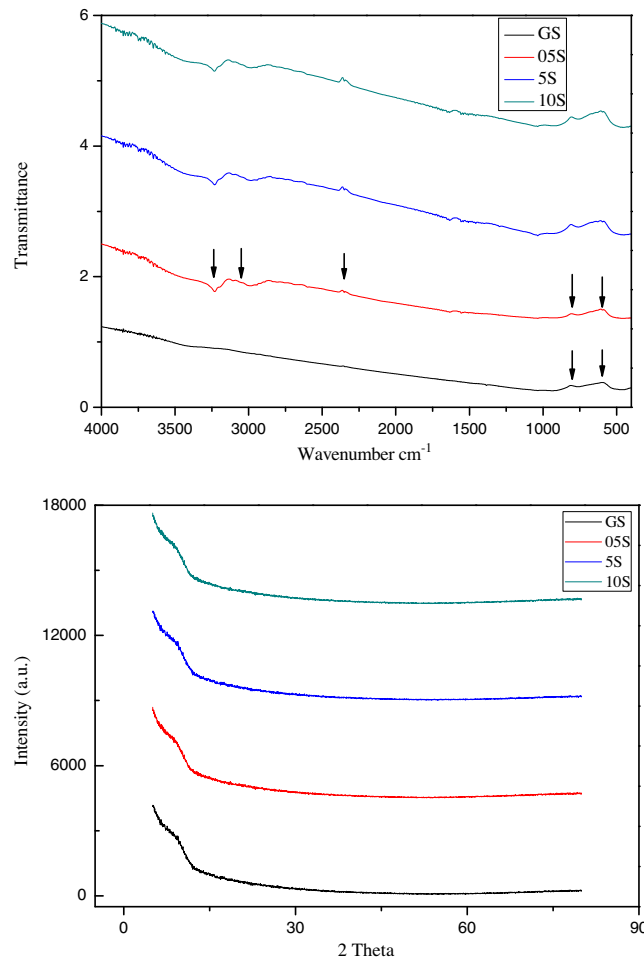 6
4
2
0
Transmittance
GS
05S
5S
10S
4000 3500 3000 2500 2000 1500 1000 500
Wavenumber cm⁻¹
18000
12000
6000
0
Intensity (a.u.)
GS
05S
5S
10S
0 30 60 90
2 Theta